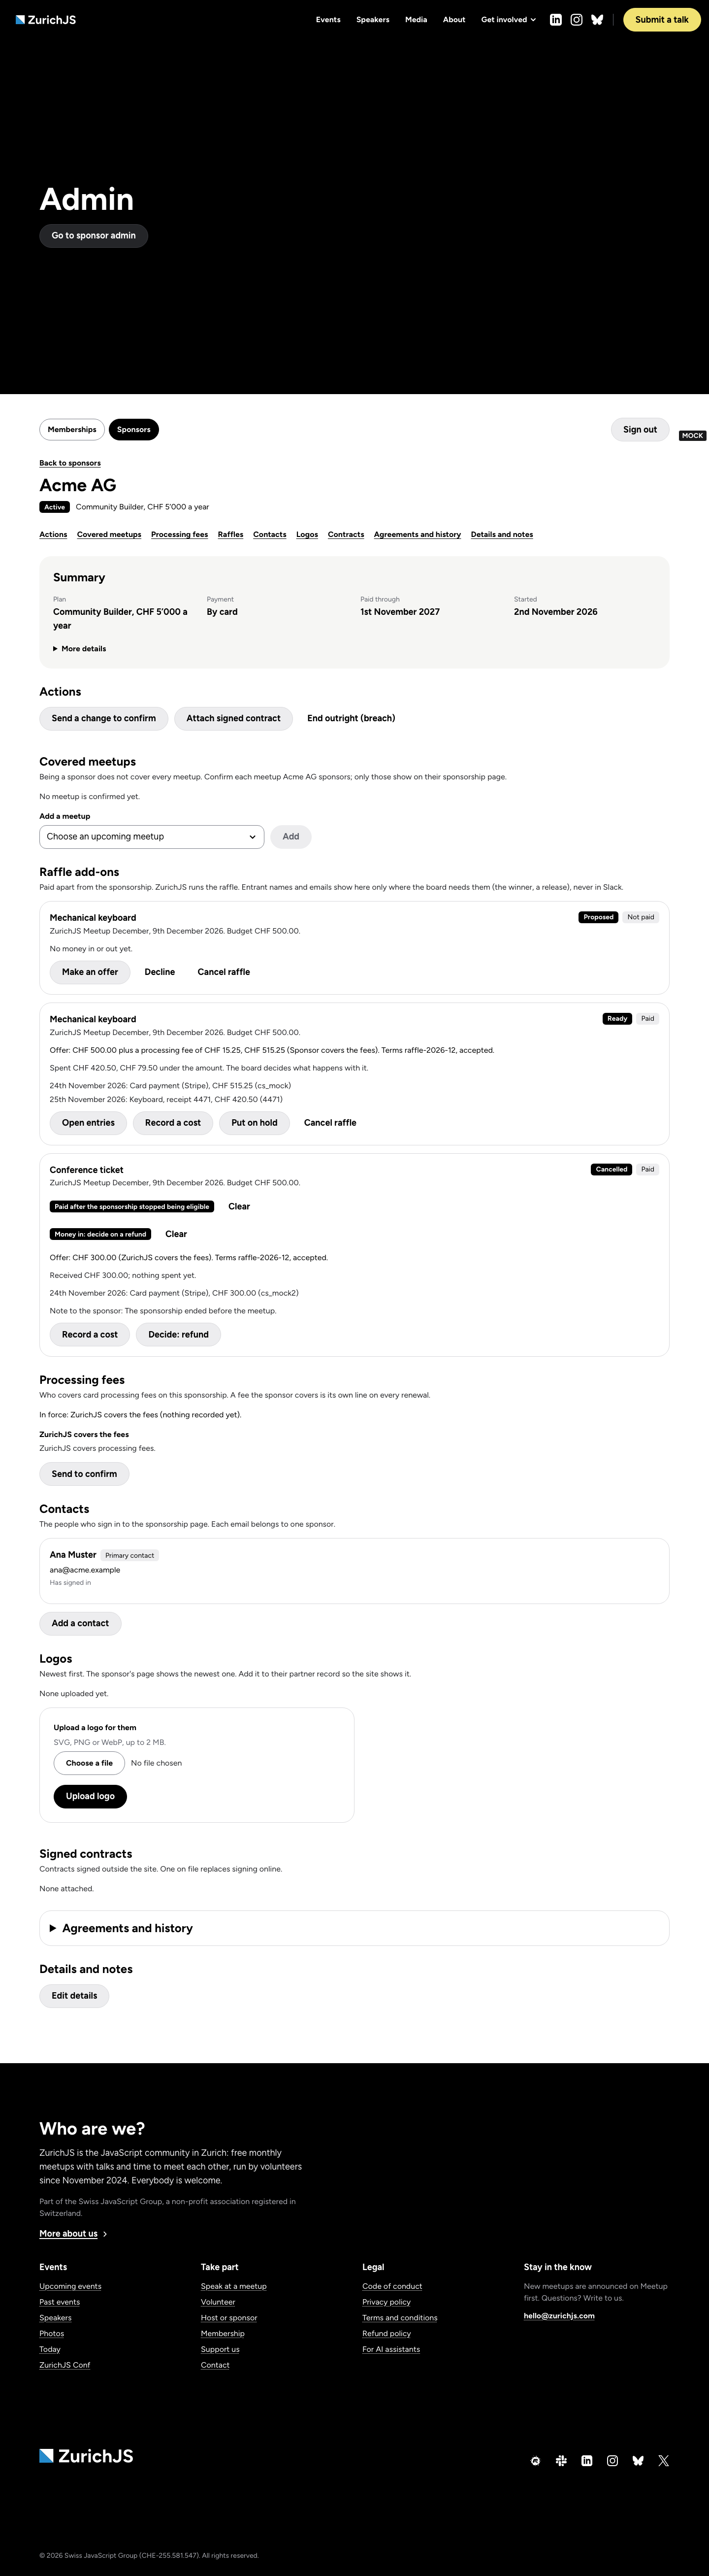 ZurichJS
Events
Speakers
Media
About
Get involved
Submit a talk
Admin
Go to sponsor admin
Memberships
Sponsors
Sign out
MOCK
Back to sponsors
Acme AG
Active
Community Builder, CHF 5’000 a year
Actions
Covered meetups
Processing fees
Raffles
Contacts
Logos
Contracts
Agreements and history
Details and notes
Summary
Plan
Community Builder, CHF 5’000 a
year
Payment
By card
Paid through
1st November 2027
Started
2nd November 2026
More details
Actions
Send a change to confirm
Attach signed contract
End outright (breach)
Covered meetups
Being a sponsor does not cover every meetup. Confirm each meetup Acme AG sponsors; only those show on their sponsorship page.
No meetup is confirmed yet.
Add a meetup
Choose an upcoming meetup
Add
Raffle add-ons
Paid apart from the sponsorship. ZurichJS runs the raffle. Entrant names and emails show here only where the board needs them (the winner, a release), never in Slack.
Mechanical keyboard
Proposed
Not paid
ZurichJS Meetup December, 9th December 2026. Budget CHF 500.00.
No money in or out yet.
Make an offer
Decline
Cancel raffle
Mechanical keyboard
Ready
Paid
ZurichJS Meetup December, 9th December 2026. Budget CHF 500.00.
Offer: CHF 500.00 plus a processing fee of CHF 15.25, CHF 515.25 (Sponsor covers the fees). Terms raffle-2026-12, accepted.
Spent CHF 420.50, CHF 79.50 under the amount. The board decides what happens with it.
24th November 2026: Card payment (Stripe), CHF 515.25 (cs_mock)
25th November 2026: Keyboard, receipt 4471, CHF 420.50 (4471)
Open entries
Record a cost
Put on hold
Cancel raffle
Conference ticket
Cancelled
Paid
ZurichJS Meetup December, 9th December 2026. Budget CHF 300.00.
Paid after the sponsorship stopped being eligible
Clear
Money in: decide on a refund
Clear
Offer: CHF 300.00 (ZurichJS covers the fees). Terms raffle-2026-12, accepted.
Received CHF 300.00; nothing spent yet.
24th November 2026: Card payment (Stripe), CHF 300.00 (cs_mock2)
Note to the sponsor: The sponsorship ended before the meetup.
Record a cost
Decide: refund
Processing fees
Who covers card processing fees on this sponsorship. A fee the sponsor covers is its own line on every renewal.
In force: ZurichJS covers the fees (nothing recorded yet).
ZurichJS covers the fees
ZurichJS covers processing fees.
Send to confirm
Contacts
The people who sign in to the sponsorship page. Each email belongs to one sponsor.
Ana Muster
Primary contact
ana@acme.example
Has signed in
Add a contact
Logos
Newest first. The sponsor's page shows the newest one. Add it to their partner record so the site shows it.
None uploaded yet.
Upload a logo for them
SVG, PNG or WebP, up to 2 MB.
Choose a file
No file chosen
Upload logo
Signed contracts
Contracts signed outside the site. One on file replaces signing online.
None attached.
Agreements and history
Details and notes
Edit details
Who are we?
ZurichJS is the JavaScript community in Zurich: free monthly
meetups with talks and time to meet each other, run by volunteers
since November 2024. Everybody is welcome.
Part of the Swiss JavaScript Group, a non-profit association registered in
Switzerland.
More about us
Events
Upcoming events
Past events
Speakers
Photos
Today
ZurichJS Conf
Take part
Speak at a meetup
Volunteer
Host or sponsor
Membership
Support us
Contact
Legal
Code of conduct
Privacy policy
Terms and conditions
Refund policy
For AI assistants
Stay in the know
New meetups are announced on Meetup
first. Questions? Write to us.
hello@zurichjs.com
ZurichJS
© 2026 Swiss JavaScript Group (CHE-255.581.547). All rights reserved.